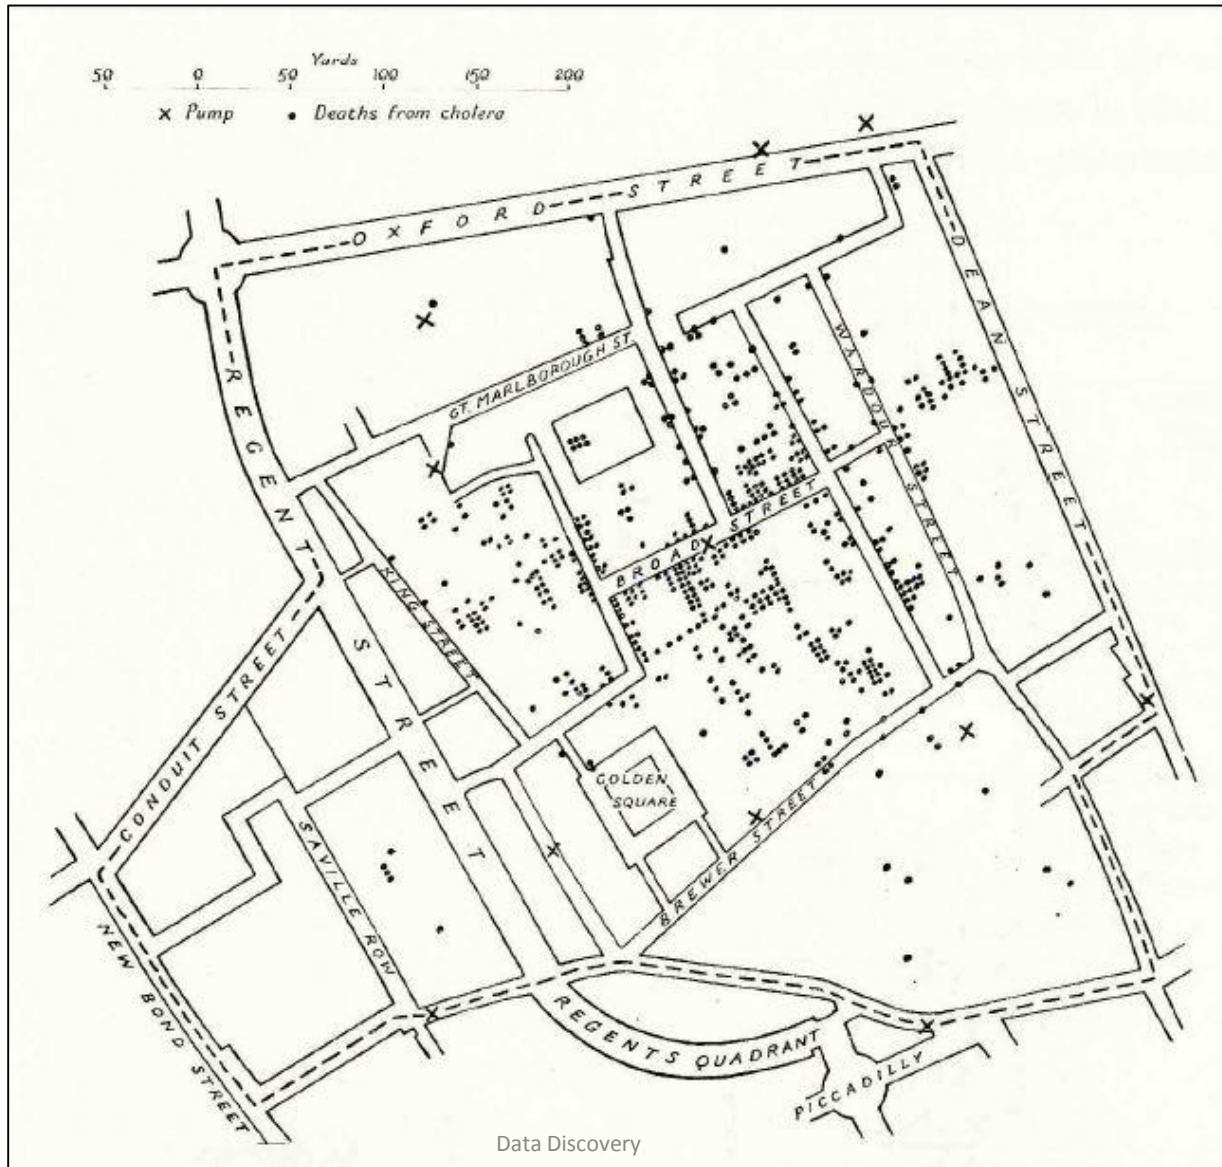 Yards
50 0 50 100 150 200
× Pump • Deaths from cholera
OXFORD STREET
DEAN STREET
WARDOUR STREET
GT. MARLBOROUGH ST.
REGENT STREET
BROAD STREET
KING STREET
CONDUIT STREET
GOLDEN
SQUARE
BREWER STREET
SAVILLE ROW
NEW BOND STREET
REGENTS QUADRANT
PICCADILLY
Data Discovery